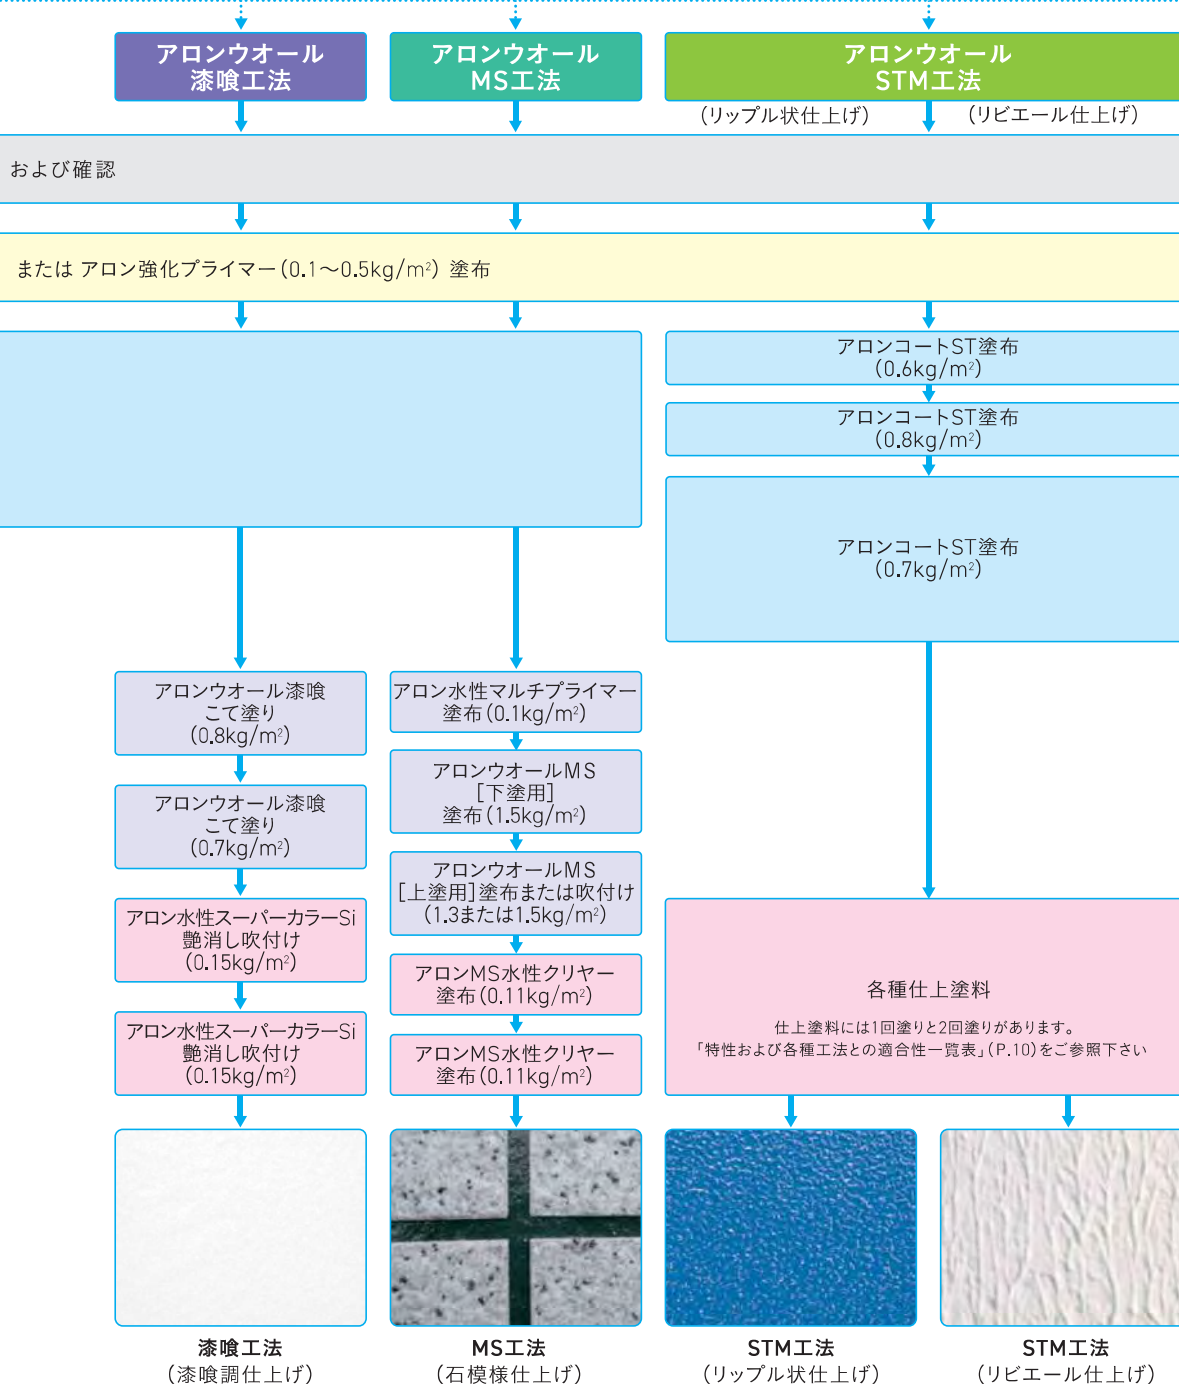 アロンウオール
漆喰工法
アロンウオール
MS工法
アロンウオール
STM工法
(リップル状仕上げ)
(リビエール仕上げ)
および確認
または アロン強化プライマー(0.1〜0.5kg/m²) 塗布
アロンコートST塗布
(0.6kg/m²)
アロンコートST塗布
(0.8kg/m²)
アロンコートST塗布
(0.7kg/m²)
アロンウオール漆喰
こて塗り
(0.8kg/m²)
アロンウオール漆喰
こて塗り
(0.7kg/m²)
アロン水性スーパーカラーSi
艶消し吹付け
(0.15kg/m²)
アロン水性スーパーカラーSi
艶消し吹付け
(0.15kg/m²)
アロン水性マルチプライマー
塗布(0.1kg/m²)
アロンウオールMS
[下塗用]
塗布(1.5kg/m²)
アロンウオールMS
[上塗用]塗布または吹付け
(1.3または1.5kg/m²)
アロンMS水性クリヤー
塗布(0.11kg/m²)
アロンMS水性クリヤー
塗布(0.11kg/m²)
各種仕上塗料
仕上塗料には1回塗りと2回塗りがあります。
「特性および各種工法との適合性一覧表」(P.10)をご参照下さい
漆喰工法
(漆喰調仕上げ)
MS工法
(石模様仕上げ)
STM工法
(リップル状仕上げ)
STM工法
(リビエール仕上げ)